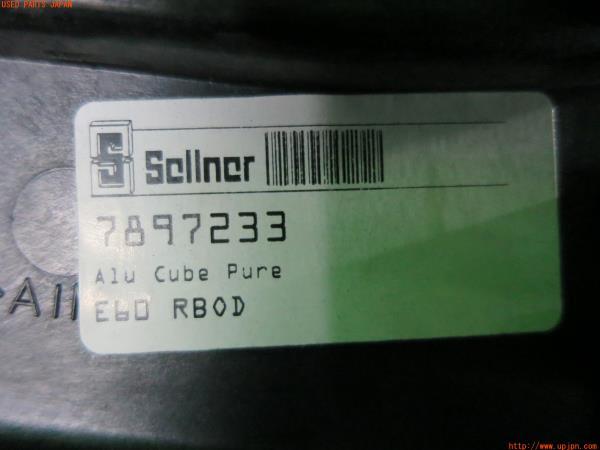 USED PARTS JAPAN
S Sellner
7897233
Alu Cube Pure
E60 RBOD
http://www.upjpn.com/